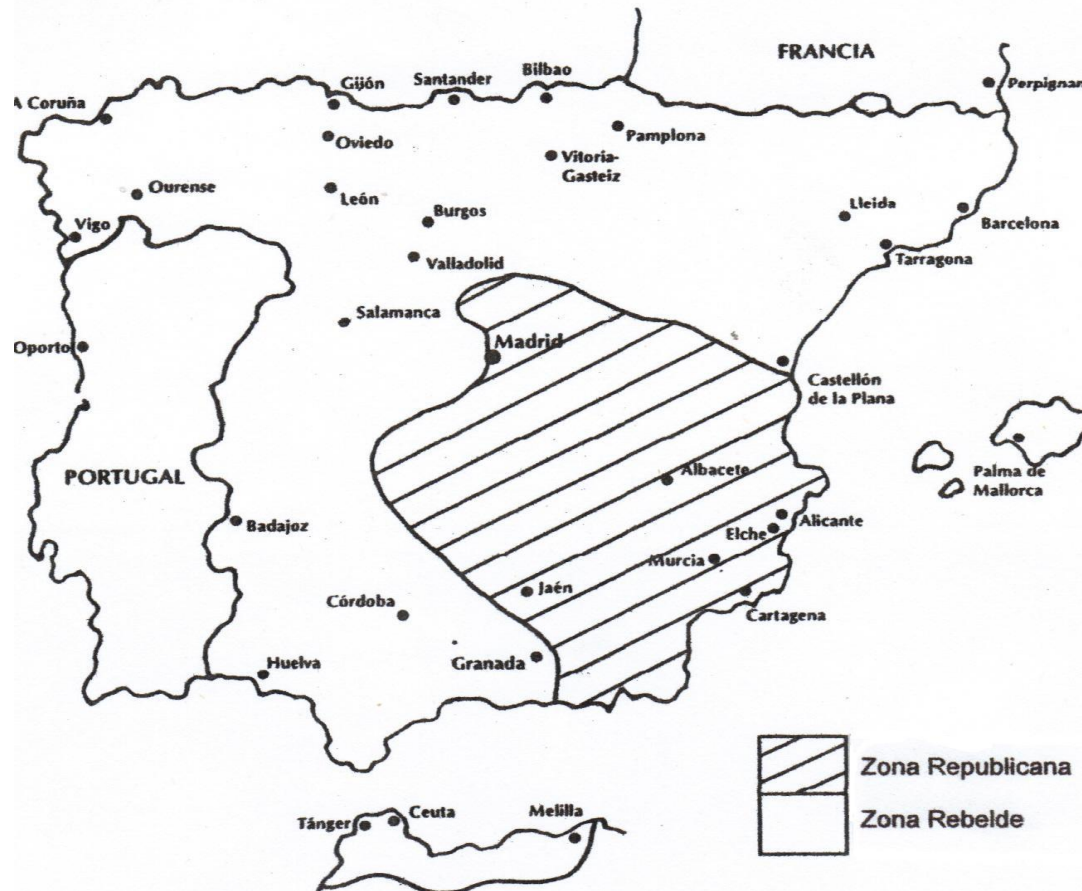 FRANCIA
Perpignan
Gijón
Santander
Bilbao
A Coruña
Oviedo
Pamplona
Vitoria-
Gasteiz
Ourense
León
Burgos
Lleida
Barcelona
Vigo
Valladolid
Tarragona
Salamanca
Oporto
Madrid
Castellón
de la Plana
PORTUGAL
Albacete
Palma de
Mallorca
Badajoz
Alicante
Elche
Murcia
Jaén
Córdoba
Cartagena
Granada
Huelva
Zona Republicana
Zona Rebelde
Tánger
Ceuta
Melilla